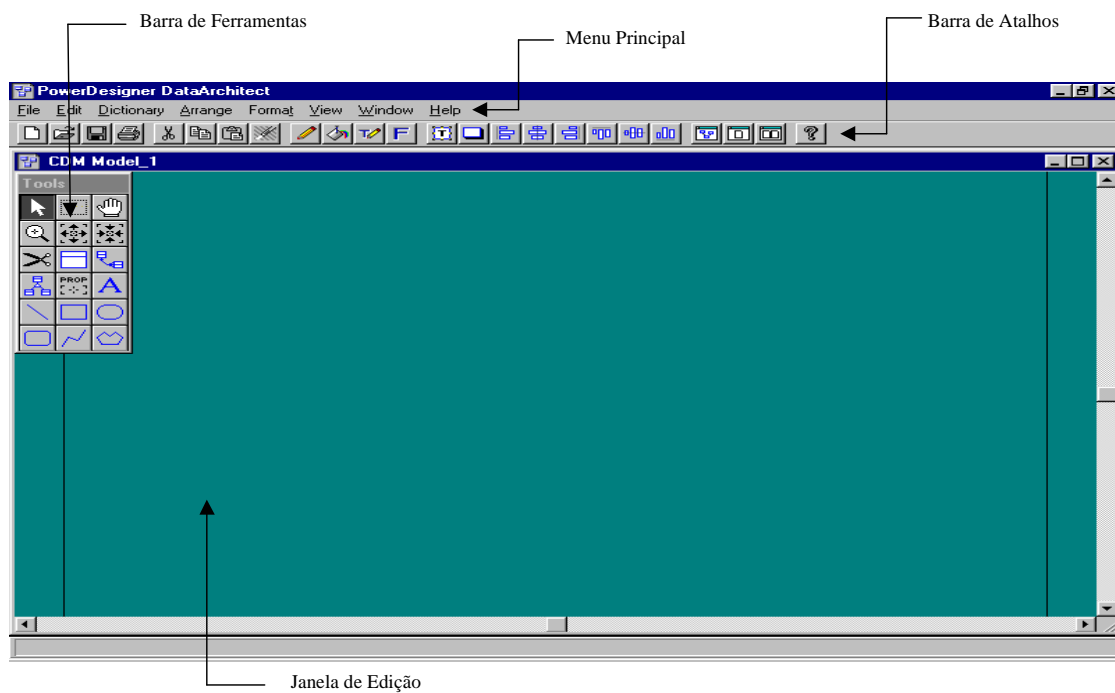 Barra de Ferramentas
Barra de Atalhos
Menu Principal
PowerDesigner DataArchitect
File Edit Dictionary Arrange Format View Window Help
CDM Model_1
Tools
PROP
A
Janela de Edição